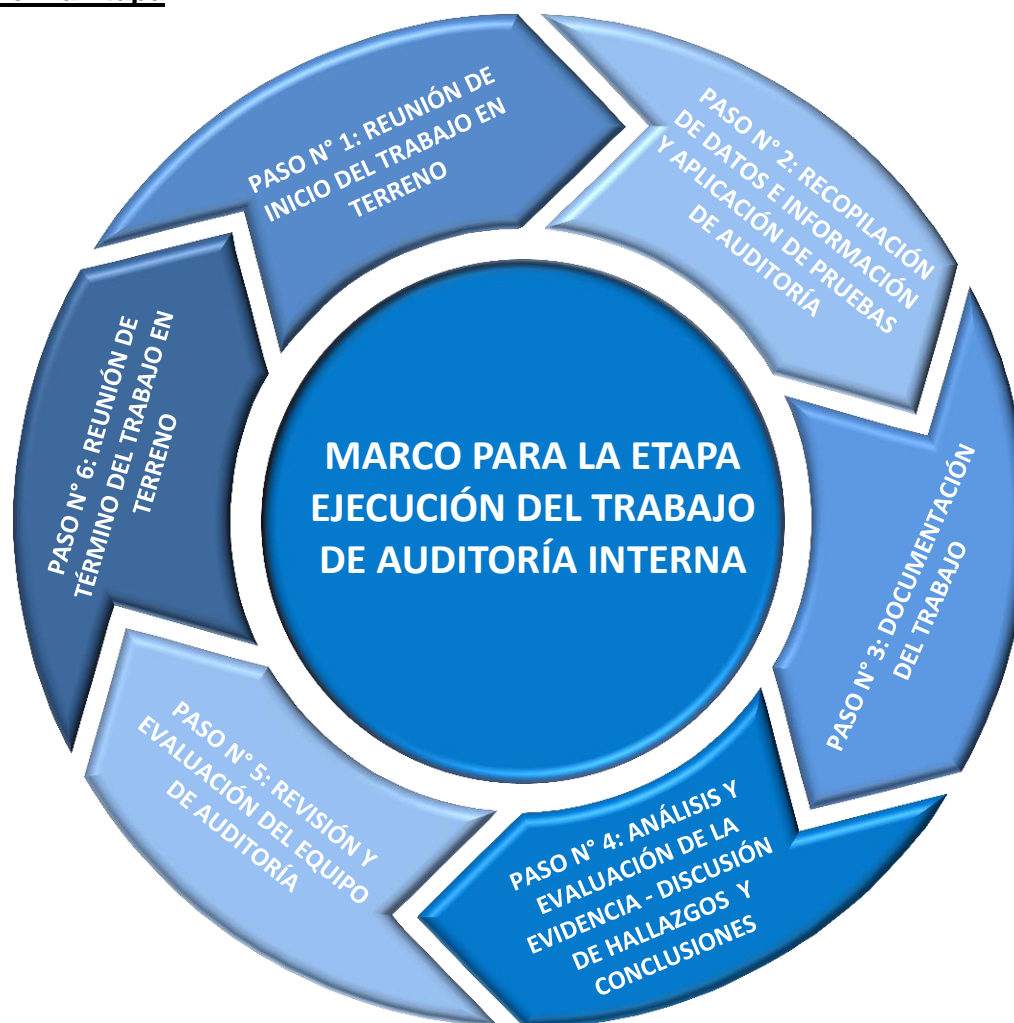 PASO N° 1: REUNIÓN DE
INICIO DEL TRABAJO EN
TERRENO
PASO N° 2: RECOPILACIÓN
DE DATOS E INFORMACIÓN
Y APLICACIÓN DE PRUEBAS
DE AUDITORÍA
PASO N° 3: DOCUMENTACIÓN
DEL TRABAJO
PASO N° 4: ANÁLISIS Y
EVALUACIÓN DE LA
EVIDENCIA - DISCUSIÓN
DE HALLAZGOS Y
CONCLUSIONES
PASO N° 5: REVISIÓN Y
EVALUACIÓN DEL EQUIPO
DE AUDITORÍA
PASO N° 6: REUNIÓN DE
TÉRMINO DEL TRABAJO EN
TERRENO
MARCO PARA LA ETAPA
EJECUCIÓN DEL TRABAJO
DE AUDITORÍA INTERNA